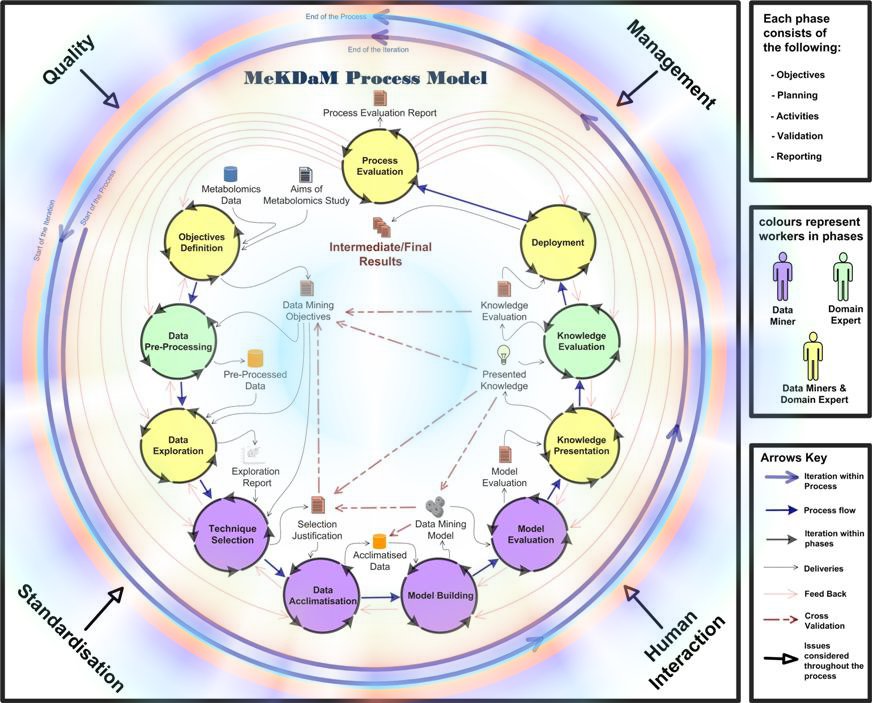 End of the Process
End of the Iteration
Quality
Management
MeKDaM Process Model
Process Evaluation Report
Process
Evaluation
Metabolomics
Data
Aims of
Metabolomics Study
Start of the Process
Start of the Iteration
Objectives
Definition
Intermediate/Final
Results
Deployment
Data Mining
Objectives
Knowledge
Evaluation
Data
Pre-Processing
Knowledge
Evaluation
Pre-Processed
Data
Presented
Knowledge
Data
Exploration
Knowledge
Presentation
Exploration
Report
Model
Evaluation
Technique
Selection
Selection
Justification
Data Mining
Model
Model
Evaluation
Acclimatised
Data
Data
Acclimatisation
Model Building
Standardisation
Human
Interaction
Each phase
consists of
the following:
- Objectives
- Planning
- Activities
- Validation
- Reporting
colours represent
workers in phases
Data
Miner
Domain
Expert
Data Miners &
Domain Expert
Arrows Key
Iteration within
Process
Process flow
Iteration within
phases
Deliveries
Feed Back
Cross
Validation
Issues
considered
throughout the
process